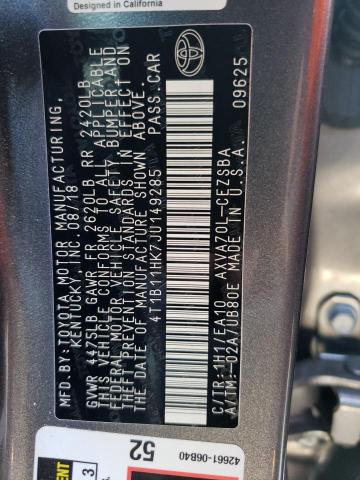 Designed in California
MFD. BY: TOYOTA MOTOR MANUFACTURING,
KENTUCKY, INC. 08/18
GVWR 4475LB GAWR FR 2620LB RR 2420LB
THIS VEHICLE CONFORMS TO ALL APPLICABLE
FEDERAL MOTOR VEHICLE SAFETY, BUMPER AND
THEFT PREVENTION STANDARDS IN EFFECT ON
THE DATE OF MANUFACTURE SHOWN ABOVE.
4T1B11HK7JU149285 PASS.CAR
09625
C/TR: 1H1/EA10 AXVA70L-CEZSBA
A/TM: -02A/UB80E MADE IN U.S.A.
42661-06B40
52